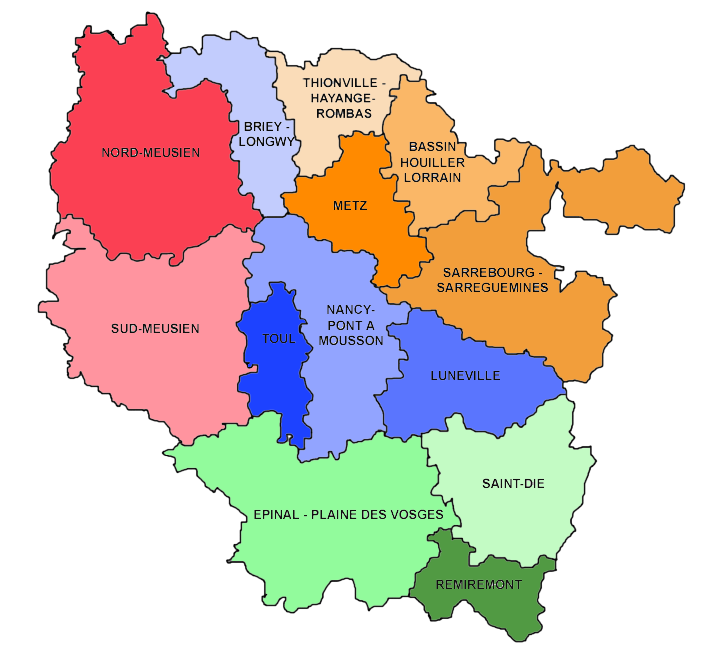 THIONVILLE -
HAYANGE-
ROMBAS
BRIEY -
LONGWY
NORD-MEUSIEN
BASSIN
HOUILLER
LORRAIN
METZ
SARREBOURG -
SARREGUEMINES
SUD-MEUSIEN
TOUL
NANCY-
PONT A
MOUSSON
LUNEVILLE
SAINT-DIE
EPINAL - PLAINE DES VOSGES
REMIREMONT